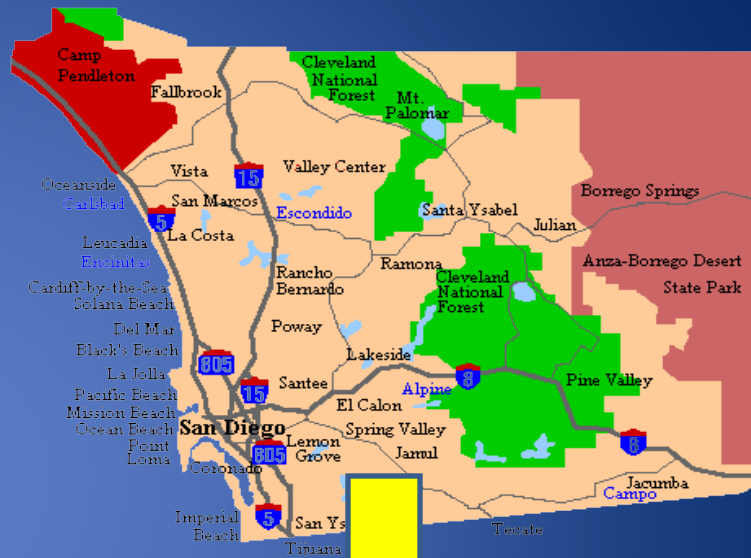 Camp
Pendleton
Fallbrook
Cleveland
National
Forest
Mt.
Palomar
Vista
Valley Center
15
Oceanside
Carlsbad
San Marcos
Escondido
Santa Ysabel
Borrego Springs
5
La Costa
Julian
Leucadia
Encinitas
Ramona
Anza-Borrego Desert
State Park
Rancho
Bernardo
Cleveland
National
Forest
Cardiff-by-the-Sea
Solana Beach
Del Mar
Poway
Black's Beach
Lakeside
805
La Jolla
Santee
15
Alpine
8
Pine Valley
Pacific Beach
Mission Beach
El Calon
Ocean Beach
San Diego
Spring Valley
Point
Loma
Lemon
Grove
Jamul
8
805
Coronado
Jacumba
Campo
Imperial
Beach
5
San Ys
Tecate
Tijuana